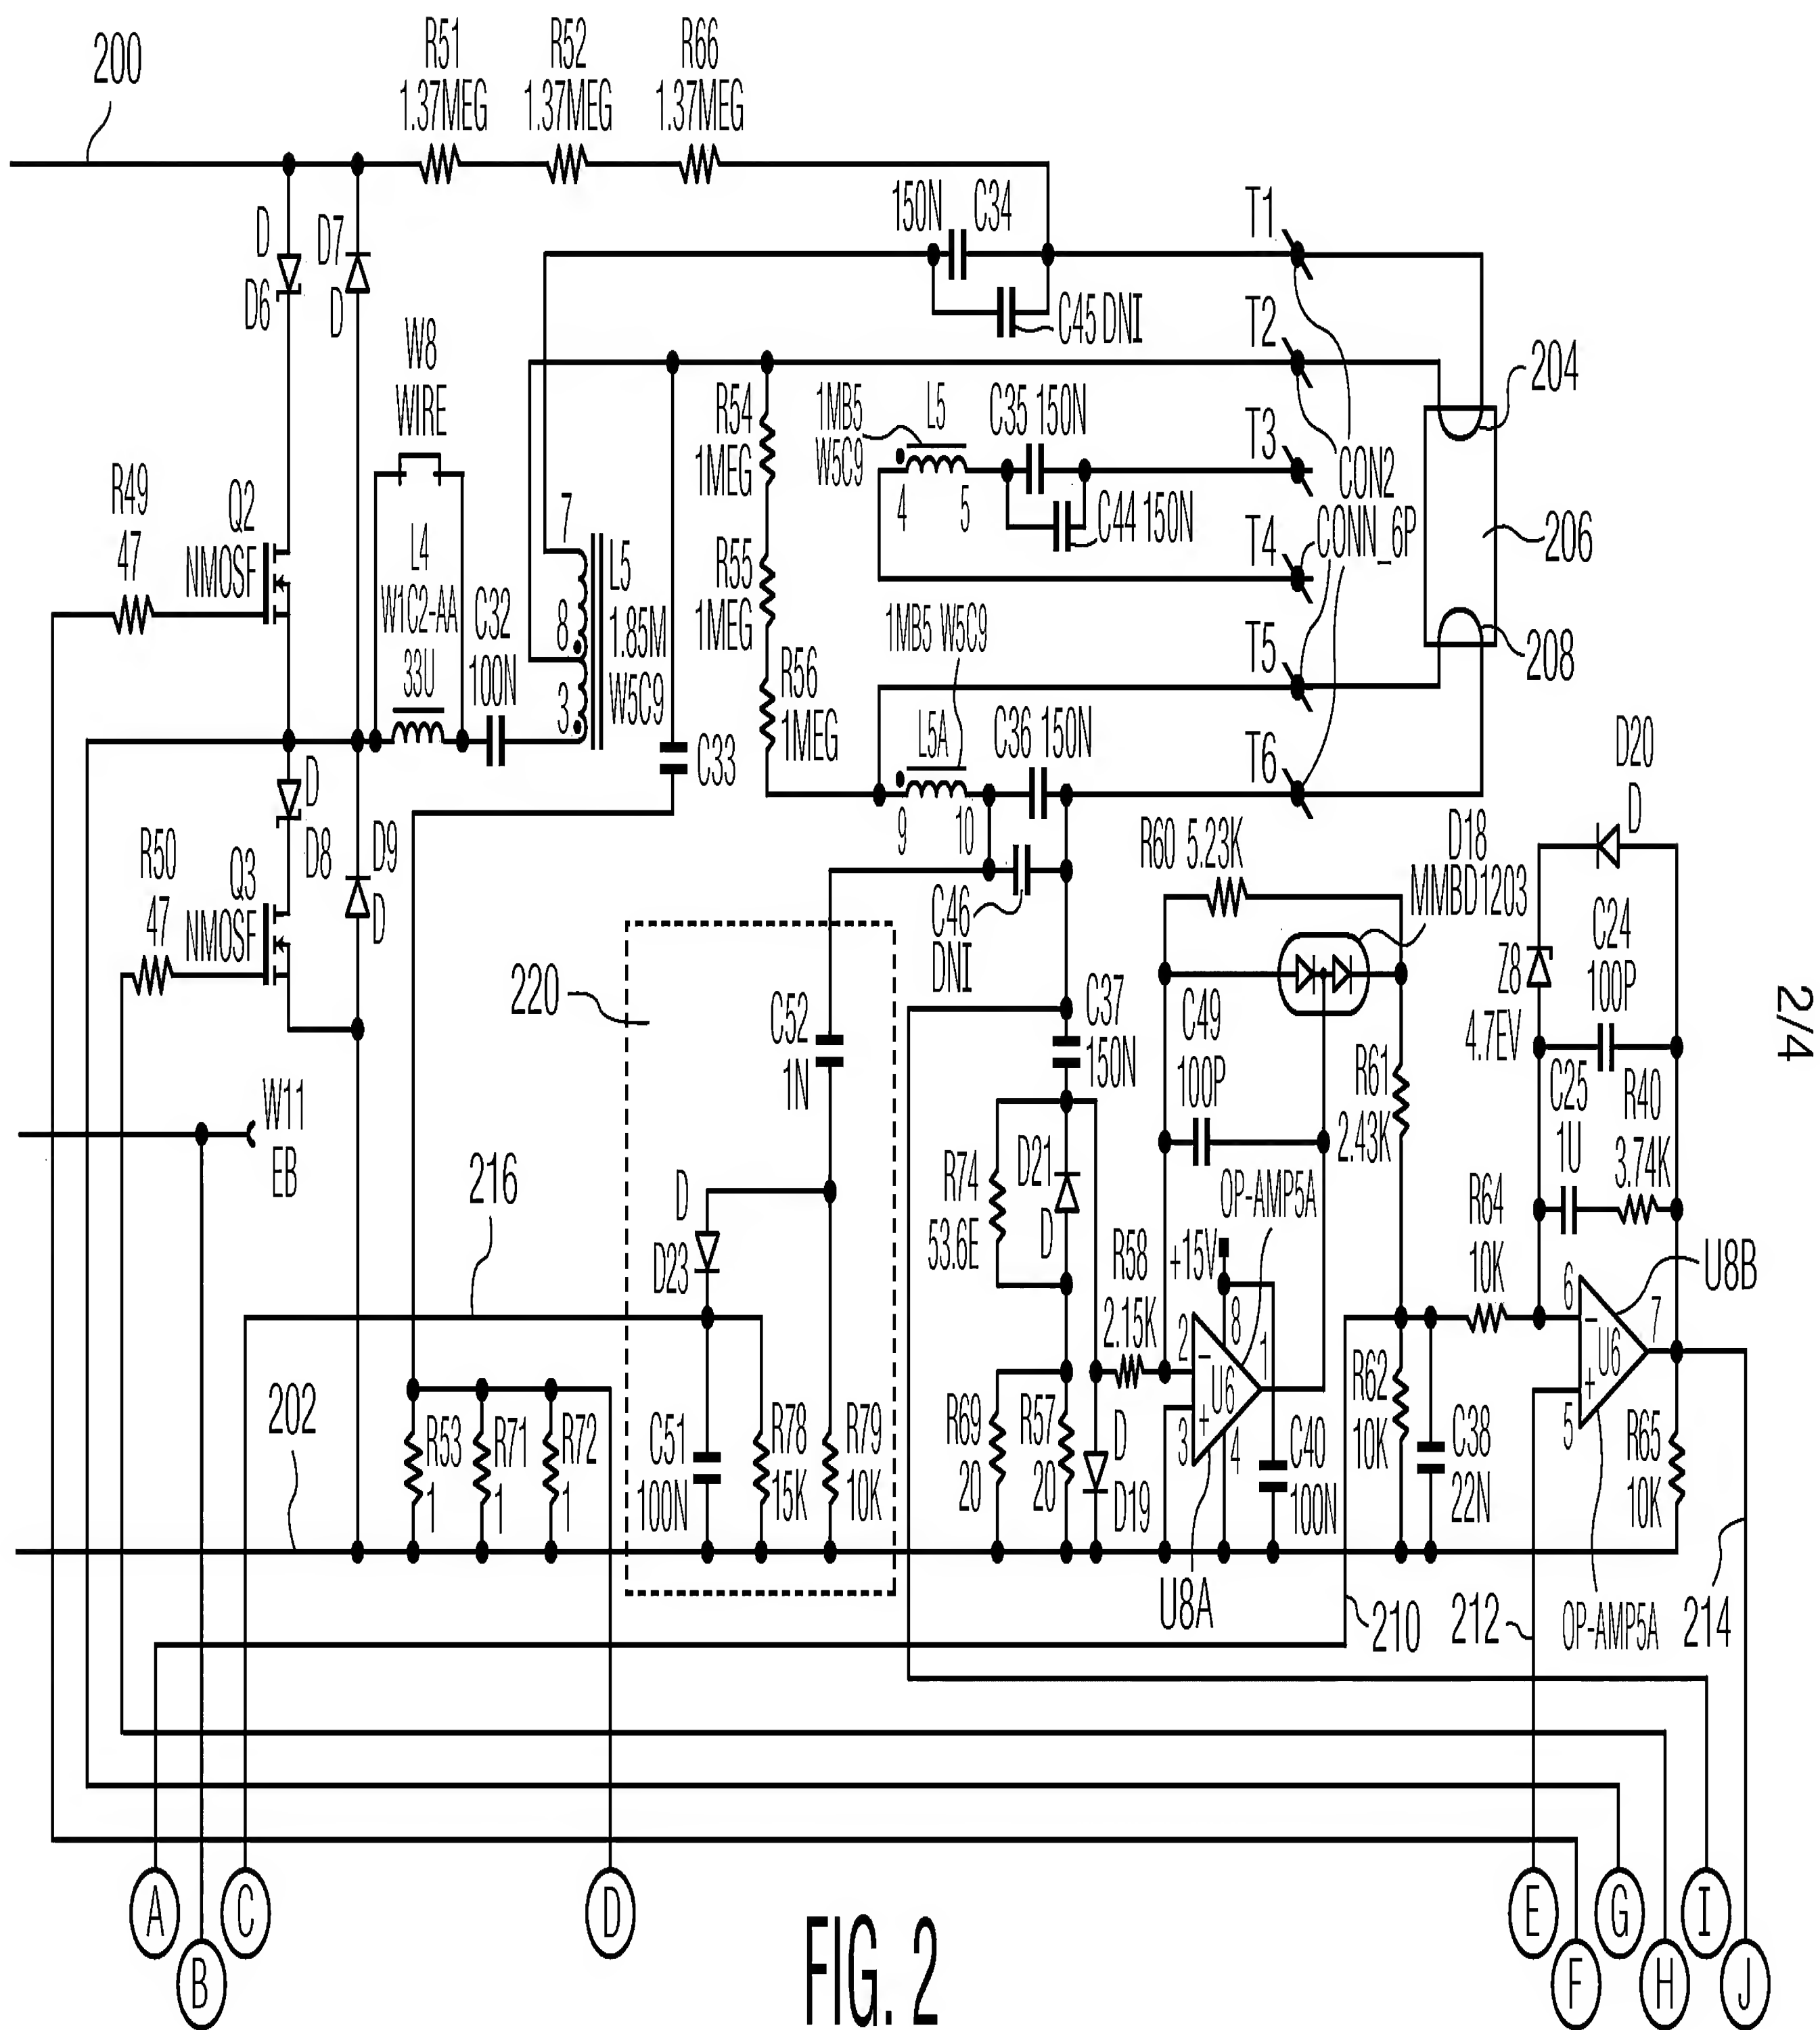 200
R51
1.37MEG
R52
1.37MEG
R66
1.37MEG
150N
C34
T1
D
D6
D7
D
C45 DNI
T2
W8
WIRE
R54
1MEG
1MB5
W5C9
L5
C35 150N
T3
204
CON2
CONN_6P
R49
47
Q2
NMOSF
L4
W1C2-AA
33U
C32
100N
7
8
3
L5
1.85M
W5C9
4
5
C44 150N
T4
206
R55
1MEG
1MB5 W5C9
T5
208
R56
1MEG
L5A
C36 150N
T6
C33
D
D8
D9
D
9
10
R50
47
Q3
NMOSF
C46
DNI
R60 5.23K
D18
MMBD1203
D20
D
220
C52
1N
C37
150N
C49
100P
R61
2.43K
Z8
4.7EV
C24
100P
2/4
W11
EB
C25
1U
R40
3.74K
216
D
D23
R74
53.6E
D21
D
R58
2.15K
+15V
OP-AMP5A
R64
10K
U8B
2
8
1
U6
3
4
6
7
U6
5
202
R53
1
R71
1
R72
1
C51
100N
R78
15K
R79
10K
R69
20
R57
20
D
D19
C40
100N
R62
10K
C38
22N
R65
10K
U8A
210
212
OP-AMP5A
214
A
B
C
D
E
F
G
H
I
J
FIG. 2